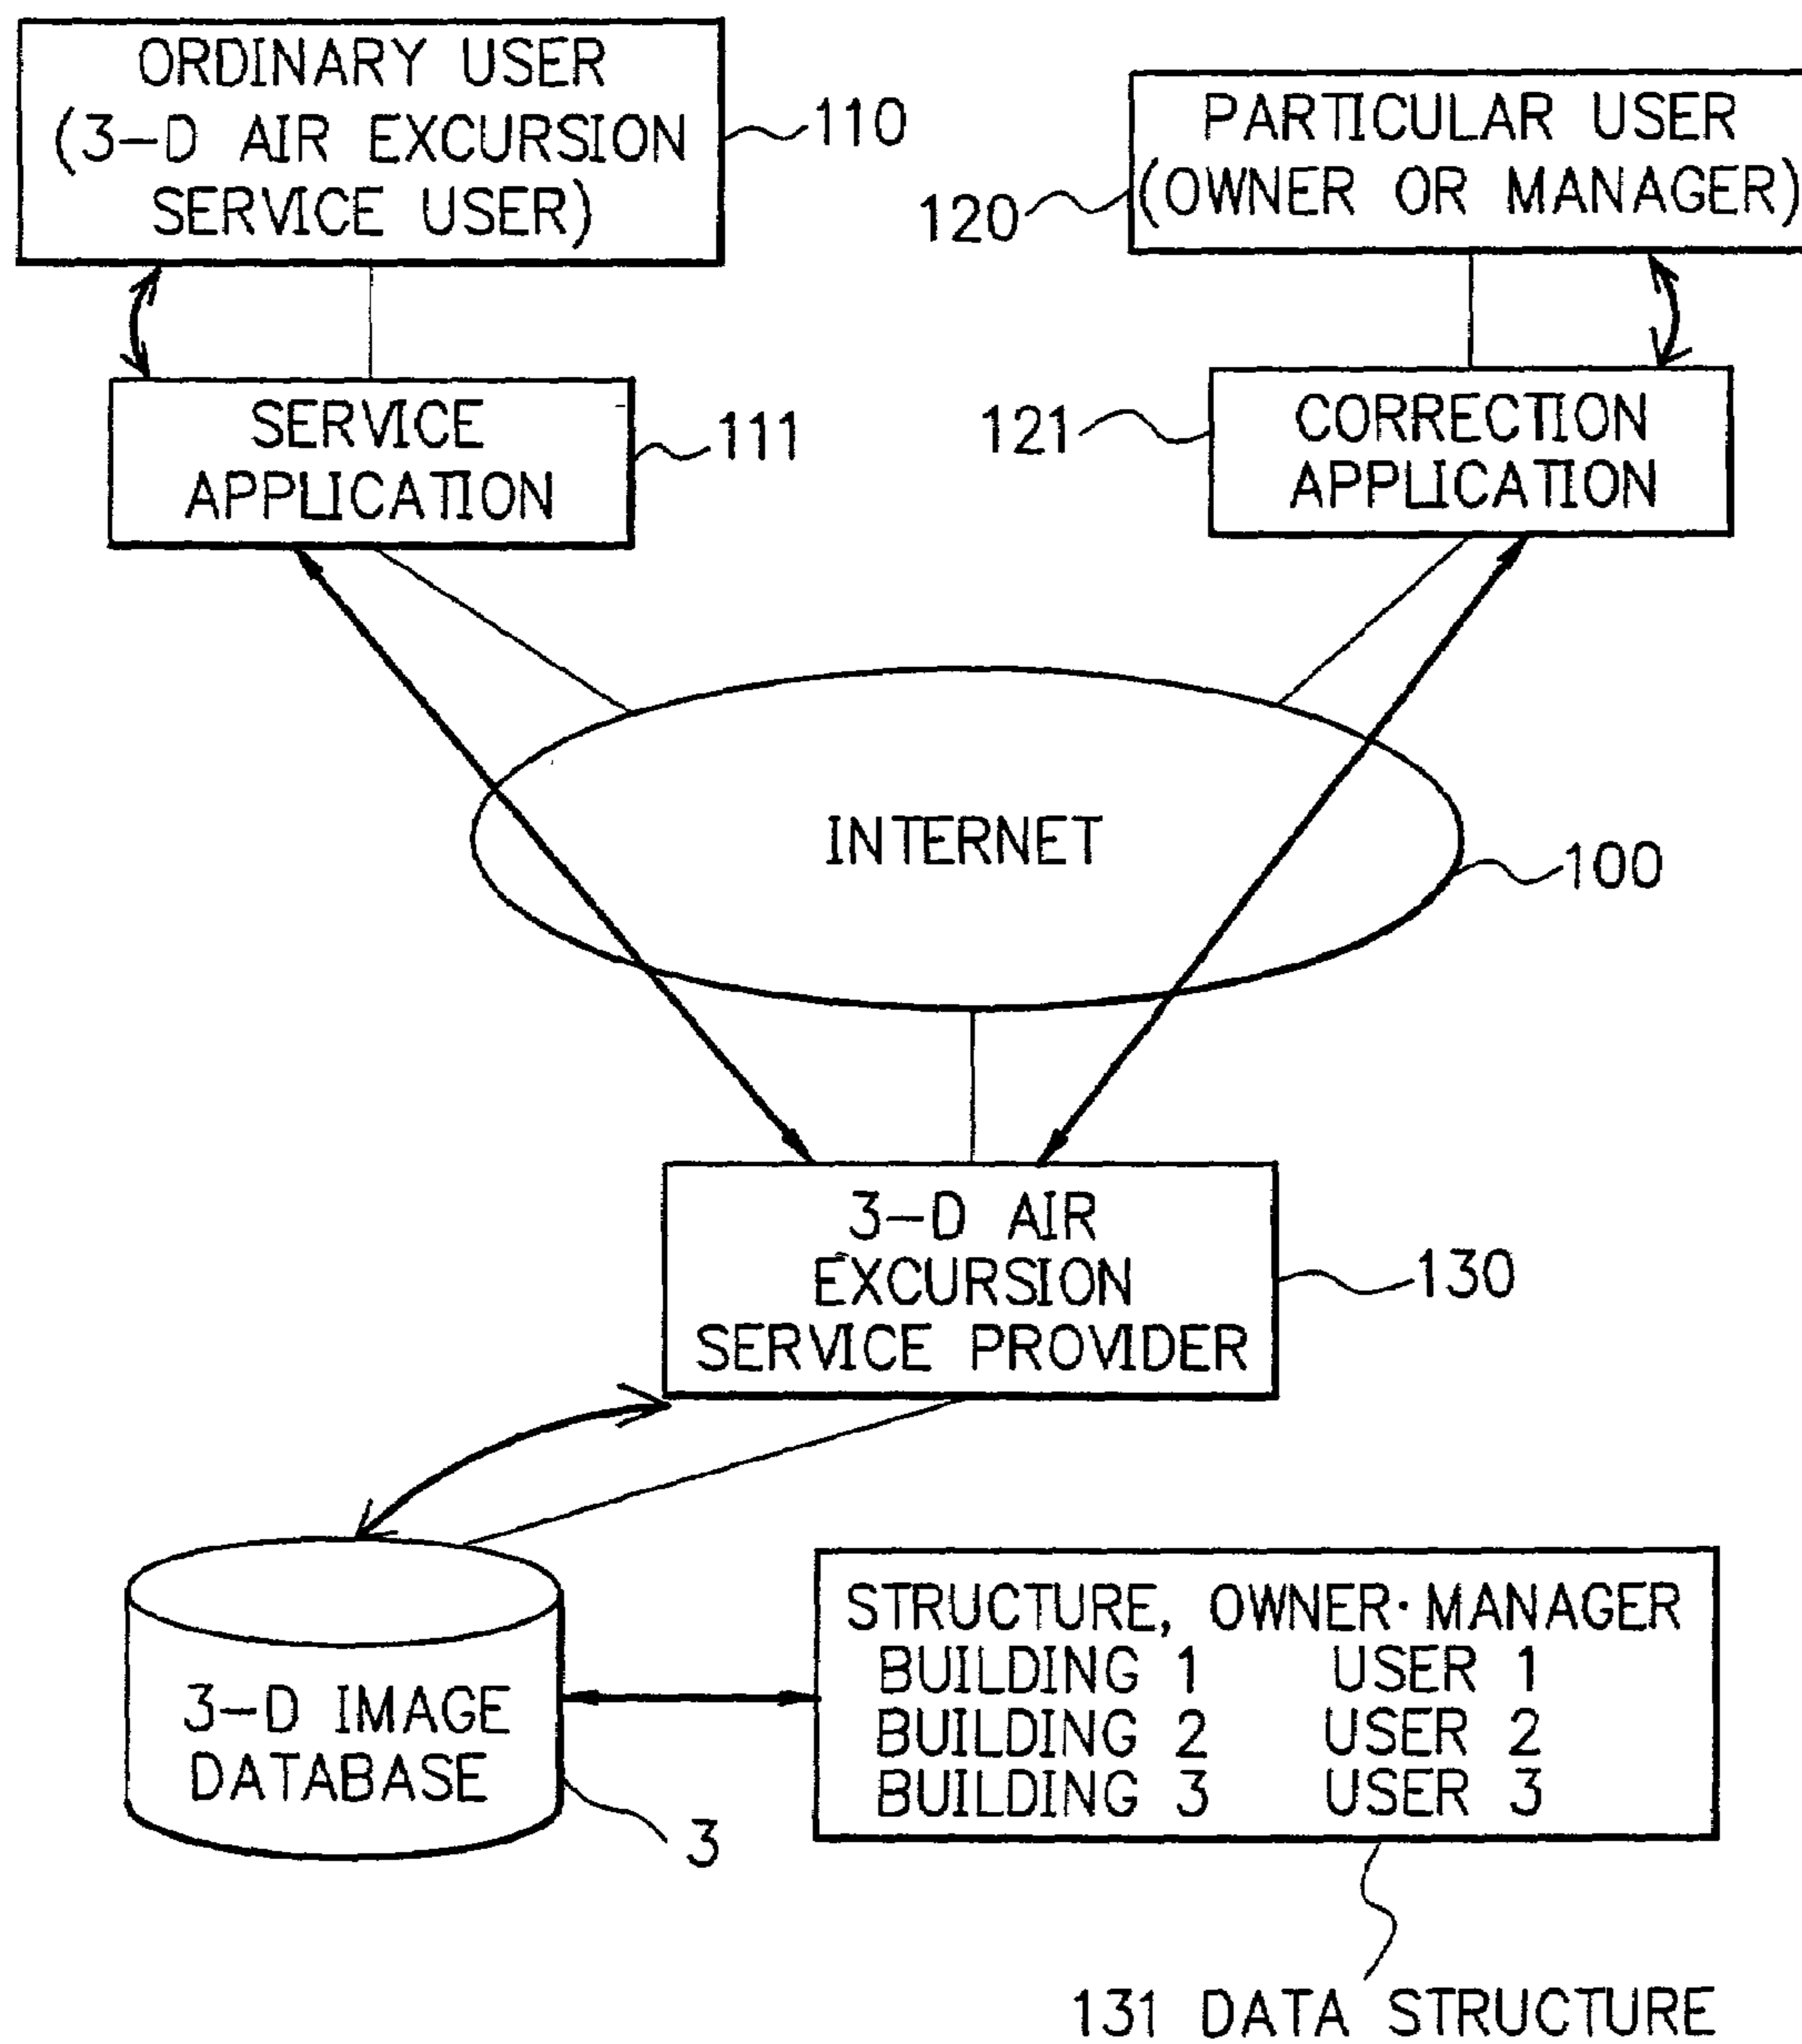 ORDINARY USER
(3-D AIR EXCURSION
SERVICE USER)
110
PARTICULAR USER
(OWNER OR MANAGER)
120
SERVICE
APPLICATION
111
121
CORRECTION
APPLICATION
INTERNET
100
3-D AIR
EXCURSION
SERVICE PROVIDER
130
3-D IMAGE
DATABASE
3
STRUCTURE, OWNER·MANAGER
BUILDING 1 USER 1
BUILDING 2 USER 2
BUILDING 3 USER 3
131 DATA STRUCTURE